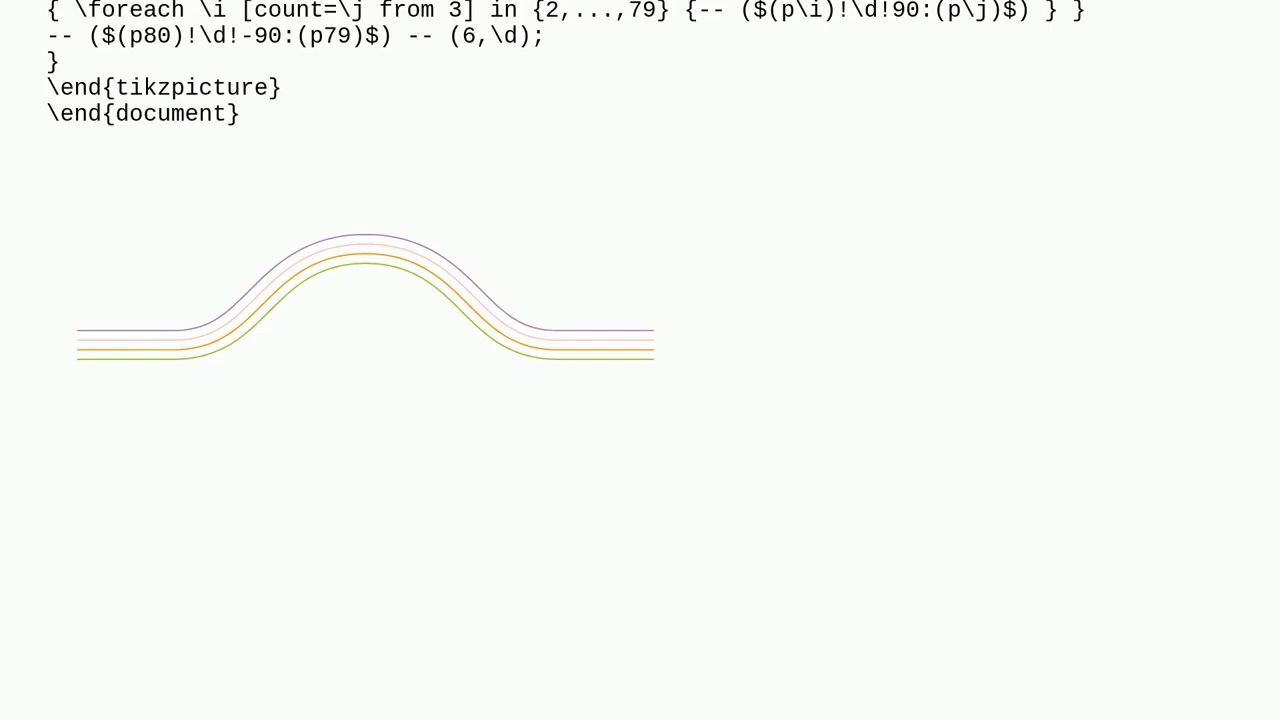 { \foreach \i [count=\j from 3] in {2,...,79} {-- ($(p\i)!\d!90:(p\j)$) } }
-- ($(p80)!\d!-90:(p79)$) -- (6,\d);
}
\end{tikzpicture}
\end{document}